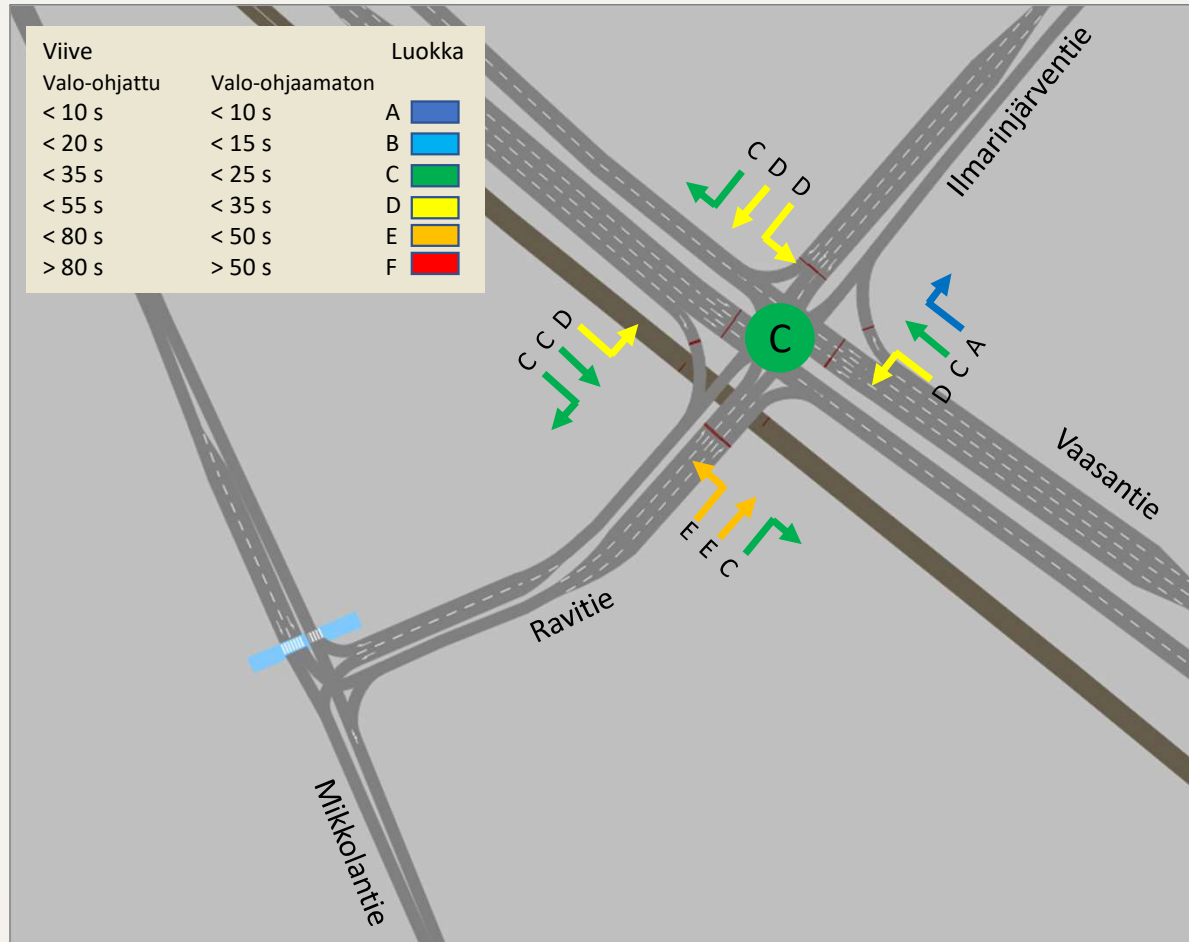 Viive Luokka
Valo-ohjattu Valo-ohjaamaton
< 10 s < 10 s A
< 20 s < 15 s B
< 35 s < 25 s C
< 55 s < 35 s D
< 80 s < 50 s E
> 80 s > 50 s F
Ilmarinjärventie
C D D
C
D C A
C C D
E E C
Vaasantie
Ravitie
Mikkolantie